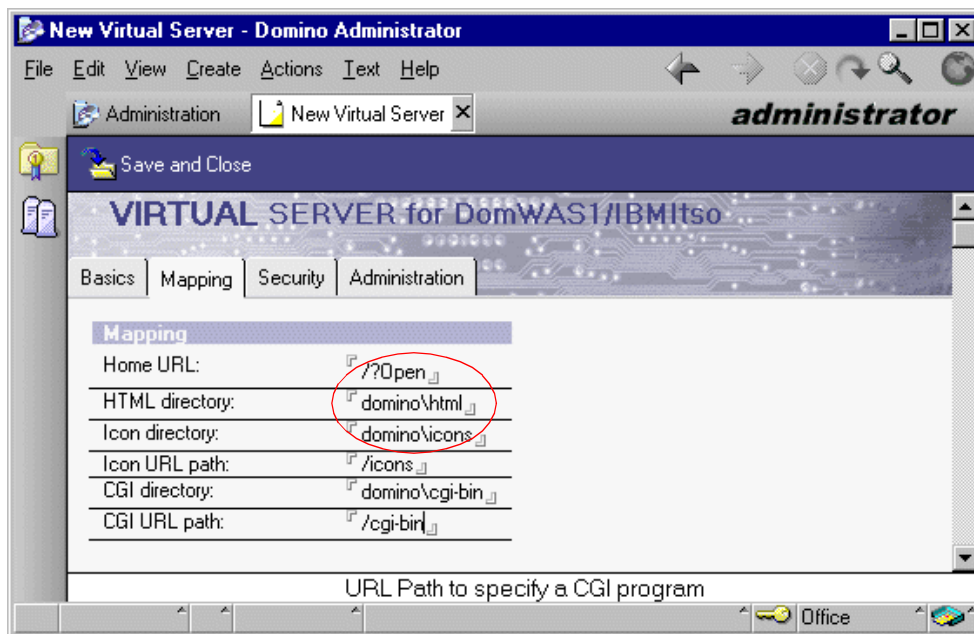 New Virtual Server - Domino Administrator
File Edit View Create Actions Text Help
Administration New Virtual Server administrator
Save and Close
VIRTUAL SERVER for DomWAS1/IBMItso
Basics Mapping Security Administration
Mapping
Home URL: /?Open
HTML directory: domino\html
Icon directory: domino\icons
Icon URL path: /icons
CGI directory: domino\cgi-bin
CGI URL path: /cgi-bin
URL Path to specify a CGI program
Office